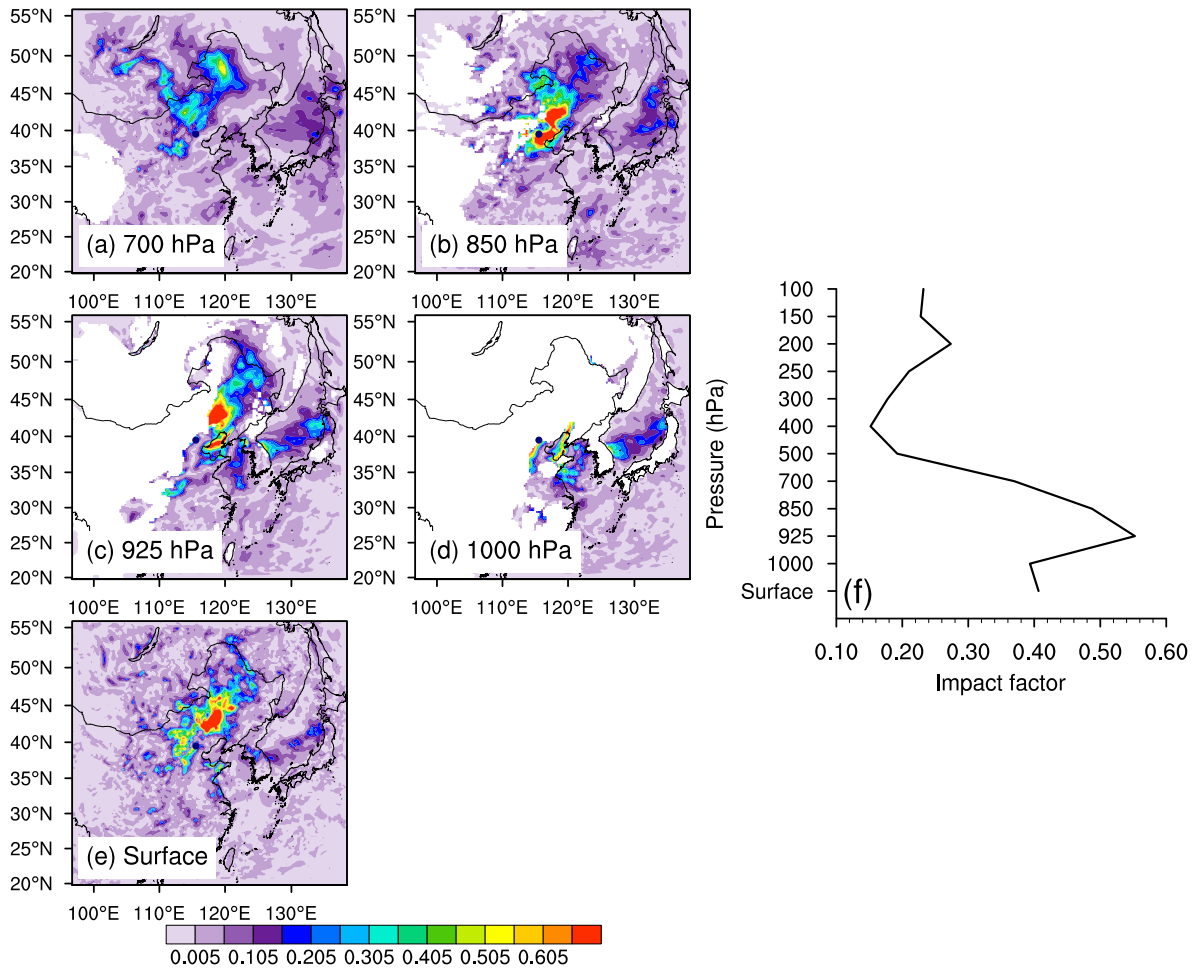 55°N
50°N
45°N
40°N
35°N
30°N
25°N
20°N
(a) 700 hPa
100°E 110°E 120°E 130°E
55°N
50°N
45°N
40°N
35°N
30°N
25°N
20°N
(b) 850 hPa
100°E 110°E 120°E 130°E
55°N
50°N
45°N
40°N
35°N
30°N
25°N
20°N
(c) 925 hPa
55°N
50°N
45°N
40°N
35°N
30°N
25°N
20°N
(d) 1000 hPa
100°E 110°E 120°E 130°E
55°N
50°N
45°N
40°N
35°N
30°N
25°N
20°N
(e) Surface
100°E 110°E 120°E 130°E
0.005 0.105 0.205 0.305 0.405 0.505 0.605
Pressure (hPa)
100
150
200
250
300
400
500
700
850
925
1000
Surface
(f)
0.10 0.20 0.30 0.40 0.50 0.60
Impact factor